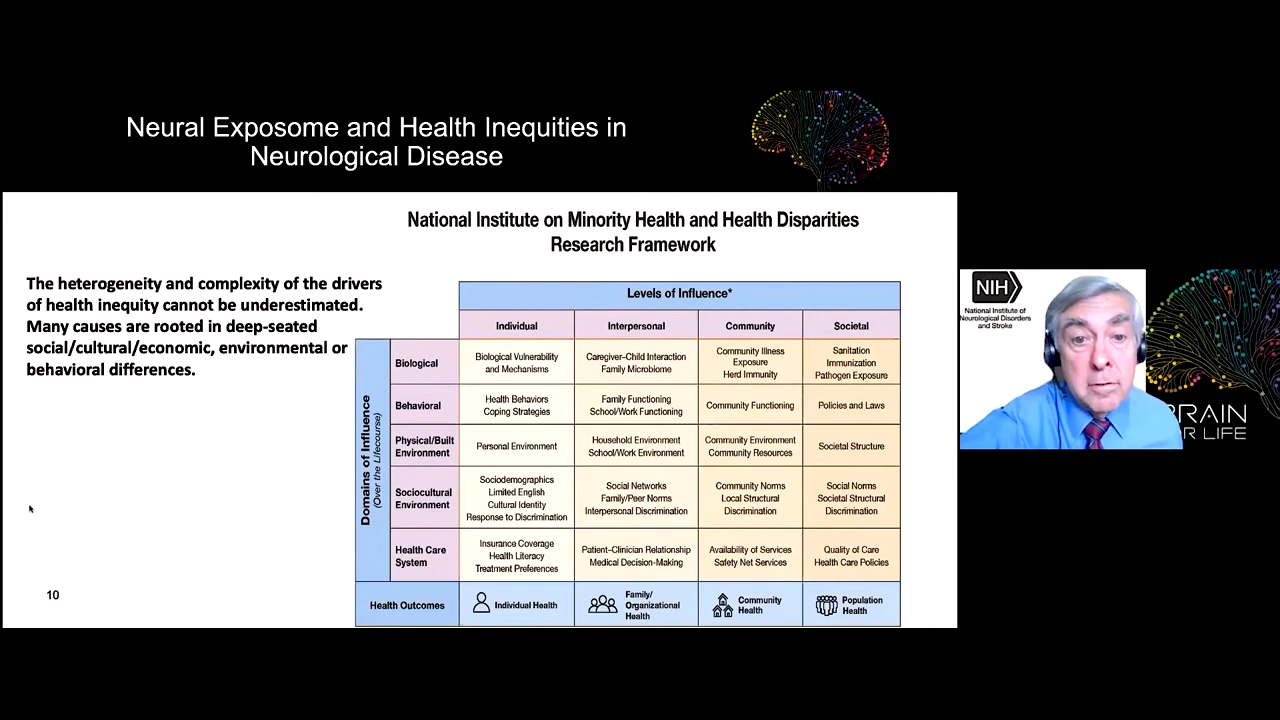 Neural Exposome and Health Inequities in
Neurological Disease
National Institute on Minority Health and Health Disparities
Research Framework
The heterogeneity and complexity of the drivers
of health inequity cannot be underestimated.
Many causes are rooted in deep-seated
social/cultural/economic, environmental or
behavioral differences.
Levels of Influence*
Individual
Interpersonal
Community
Societal
Domains of Influence
(Over the Lifecourse)
Biological
Biological Vulnerability
and Mechanisms
Caregiver–Child Interaction
Family Microbiome
Community Illness
Exposure
Herd Immunity
Sanitation
Immunization
Pathogen Exposure
Behavioral
Health Behaviors
Coping Strategies
Family Functioning
School/Work Functioning
Community Functioning
Policies and Laws
Physical/Built
Environment
Personal Environment
Household Environment
School/Work Environment
Community Environment
Community Resources
Societal Structure
Sociocultural
Environment
Sociodemographics
Limited English
Cultural Identity
Response to Discrimination
Social Networks
Family/Peer Norms
Interpersonal Discrimination
Community Norms
Local Structural
Discrimination
Social Norms
Societal Structural
Discrimination
Health Care
System
Insurance Coverage
Health Literacy
Treatment Preferences
Patient–Clinician Relationship
Medical Decision-Making
Availability of Services
Safety Net Services
Quality of Care
Health Care Policies
Health Outcomes
Individual Health
Family/
Organizational
Health
Community
Health
Population
Health
10
NIH
National Institute of
Neurological Disorders
and Stroke
LIFE